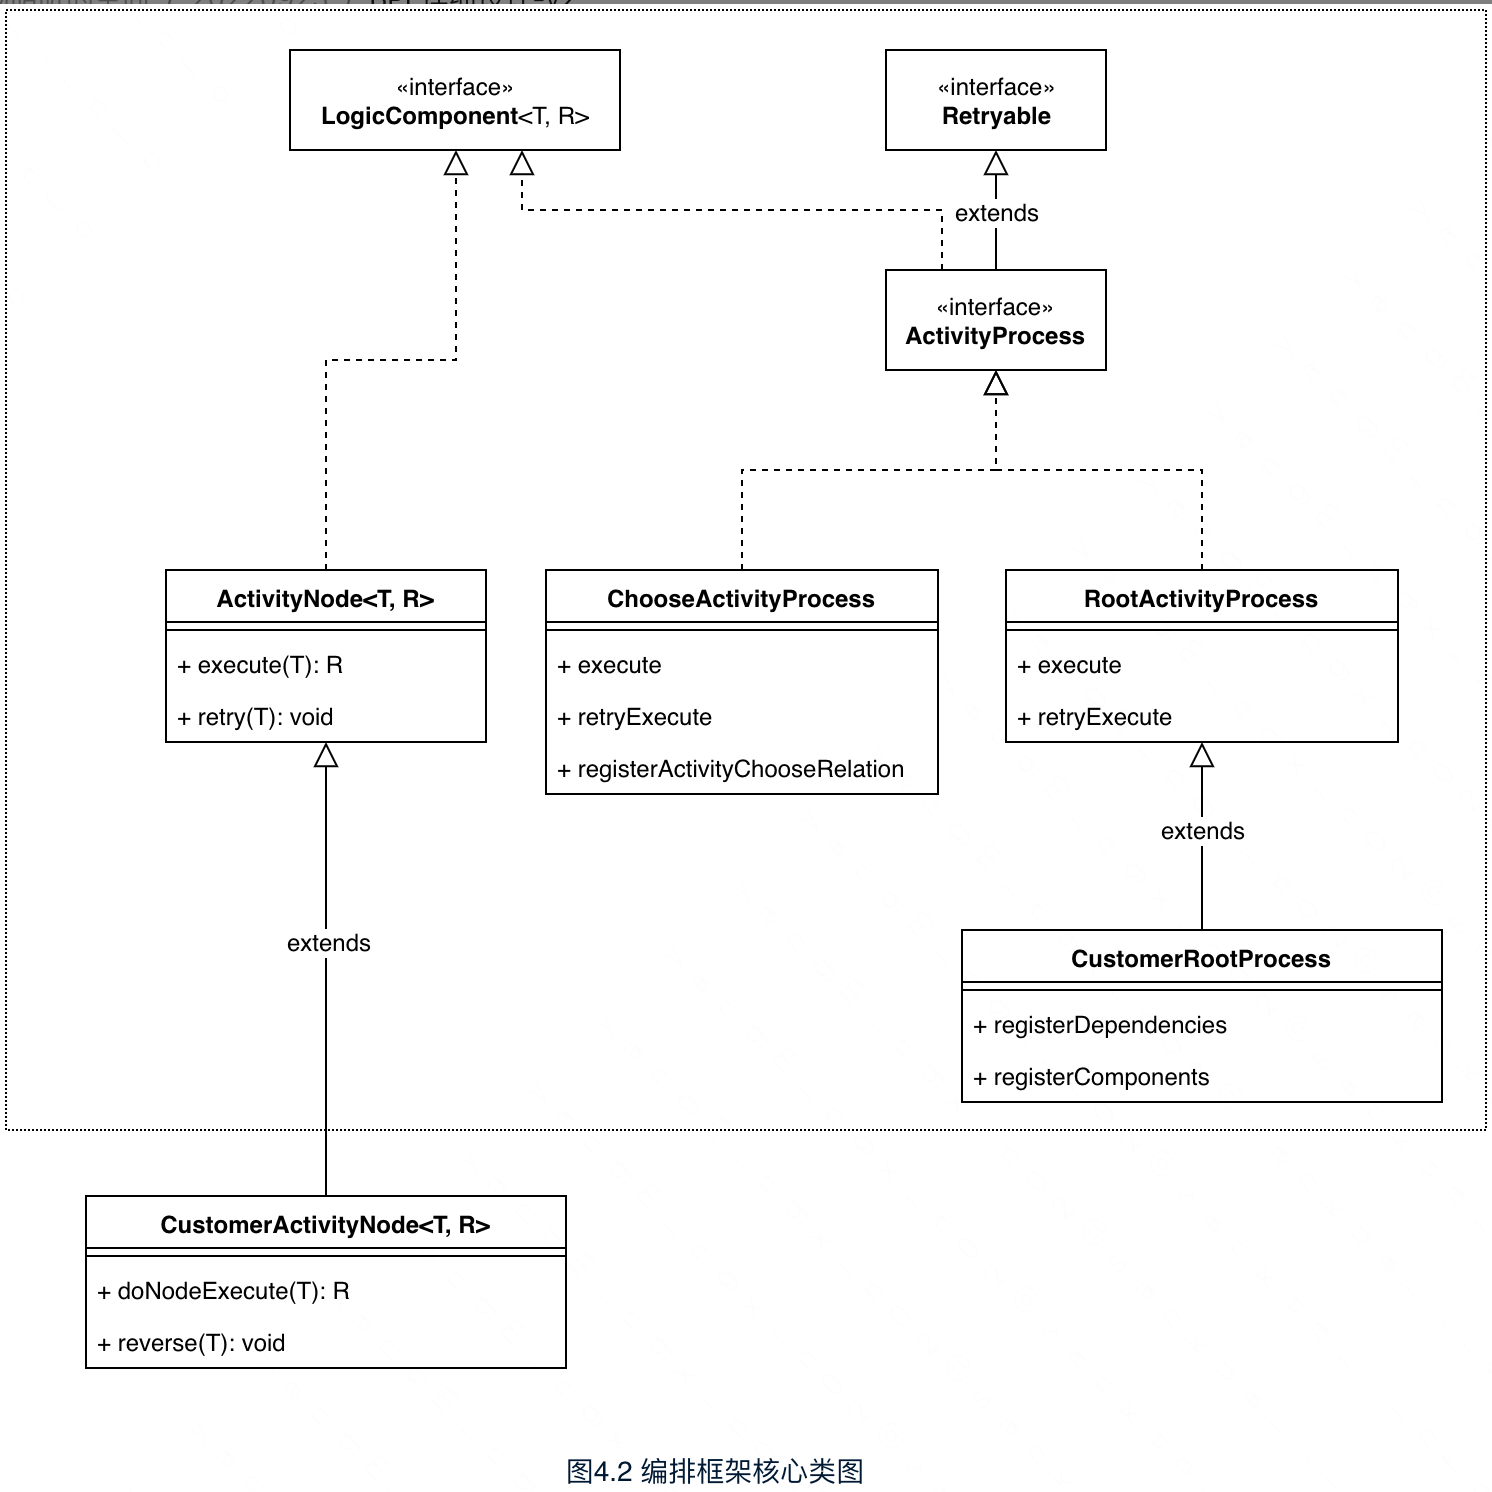 «interface»
LogicComponent<T, R>
«interface»
Retryable
extends
«interface»
ActivityProcess
ActivityNode<T, R>
+ execute(T): R
+ retry(T): void
ChooseActivityProcess
+ execute
+ retryExecute
+ registerActivityChooseRelation
RootActivityProcess
+ execute
+ retryExecute
extends
extends
CustomerRootProcess
+ registerDependencies
+ registerComponents
CustomerActivityNode<T, R>
+ doNodeExecute(T): R
+ reverse(T): void
图4.2 编排框架核心类图